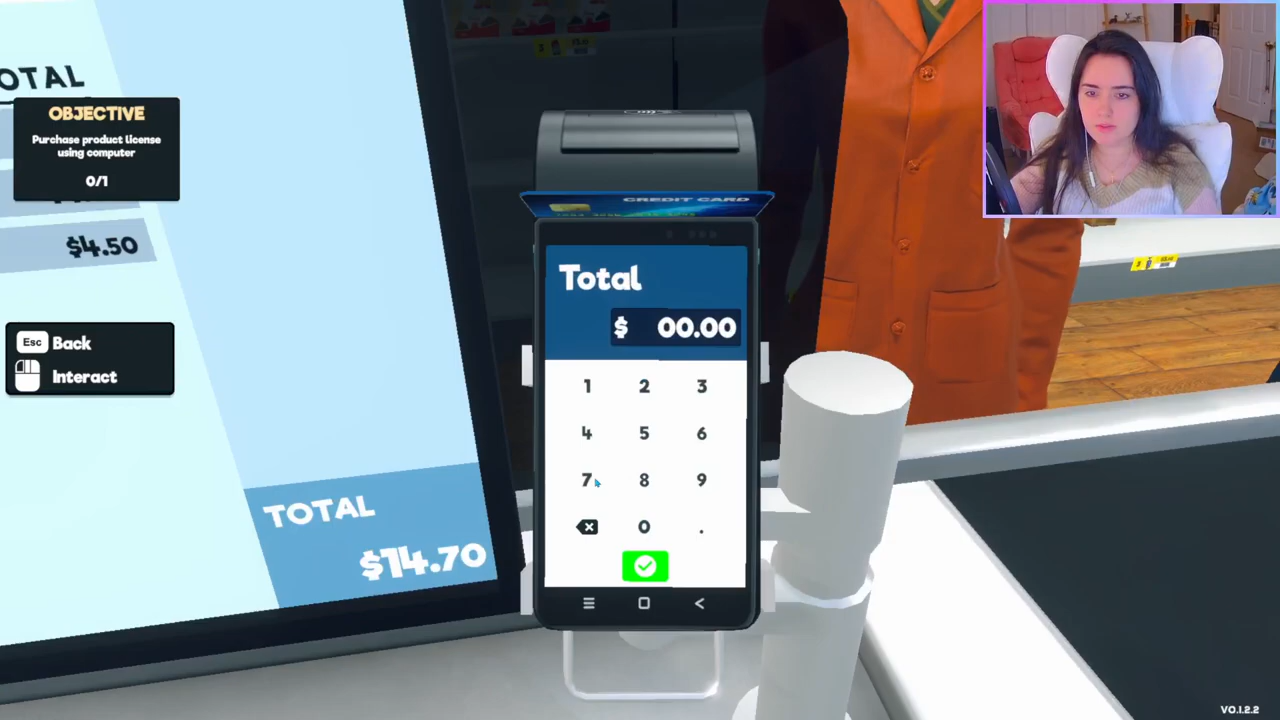 OTAL
OBJECTIVE
Purchase product license
using computer
0/1
$4.50
Esc Back
Interact
TOTAL
$14.70
CREDIT CARD
Total
$ 00.00
1 2 3
4 5 6
7 8 9
0 .
V0.1.2.2